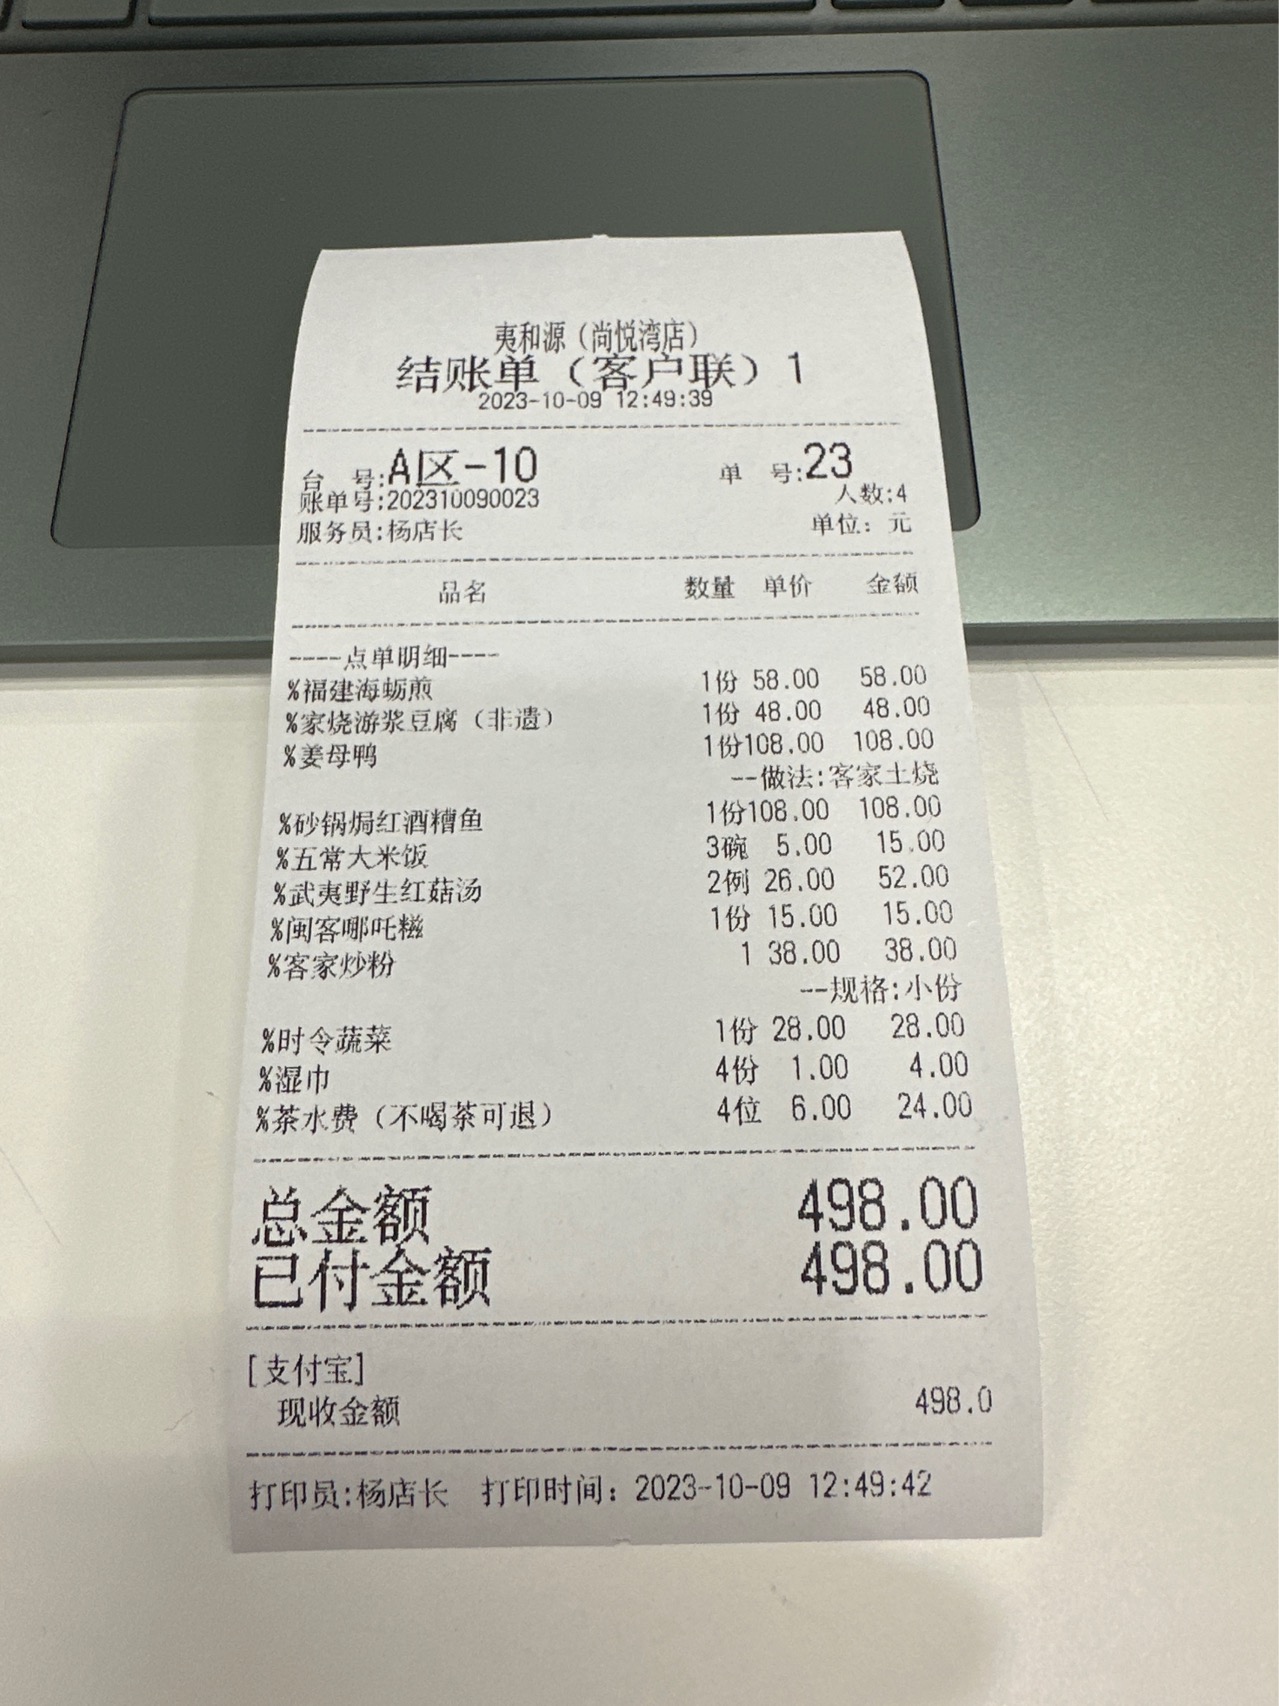 夷和源（尚悦湾店）
结账单（客户联）1
2023-10-09 12:49:39
台 号:A区-10 单 号:23
账单号:202310090023 人数:4
服务员:杨店长 单位：元
品名 数量 单价 金额
----点单明细----
%福建海蛎煎 1份 58.00 58.00
%家烧游浆豆腐（非遗） 1份 48.00 48.00
%姜母鸭 1份108.00 108.00
--做法:客家土烧
%砂锅焗红酒糟鱼 1份108.00 108.00
%五常大米饭 3碗 5.00 15.00
%武夷野生红菇汤 2例 26.00 52.00
%闽客哪吒糍 1份 15.00 15.00
%客家炒粉 1 38.00 38.00
--规格:小份
%时令蔬菜 1份 28.00 28.00
%湿巾 4份 1.00 4.00
%茶水费（不喝茶可退） 4位 6.00 24.00
总金额 498.00
已付金额 498.00
[支付宝]
现收金额 498.0
打印员:杨店长 打印时间：2023-10-09 12:49:42